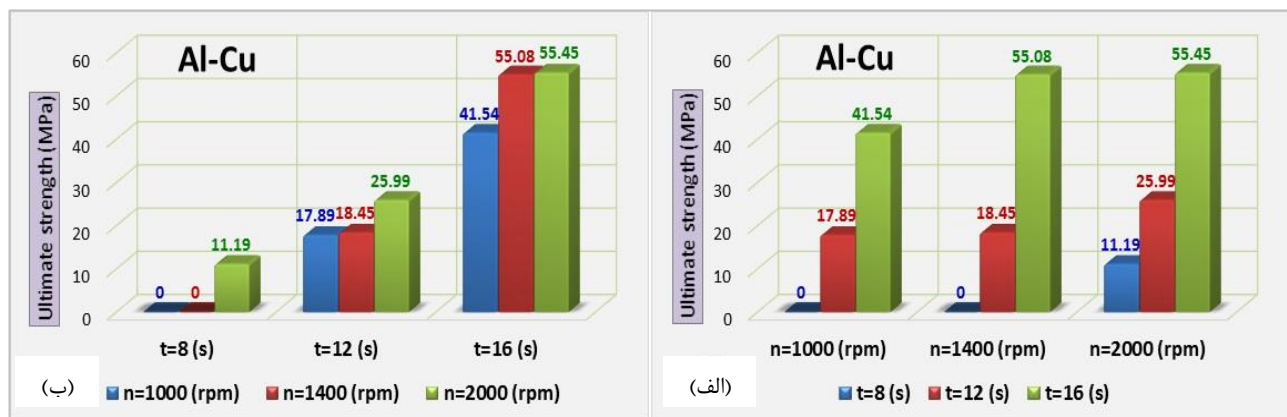 Al-Cu
Ultimate strength (MPa)
60
50
40
30
20
10
0
0 0 11.19
17.89 18.45 25.99
41.54 55.08 55.45
t=8 (s) t=12 (s) t=16 (s)
n=1000 (rpm) n=1400 (rpm) n=2000 (rpm)
(ب)
Al-Cu
Ultimate strength (MPa)
60
50
40
30
20
10
0
0 17.89 41.54
0 18.45 55.08
11.19 25.99 55.45
n=1000 (rpm) n=1400 (rpm) n=2000 (rpm)
t=8 (s) t=12 (s) t=16 (s)
(الف)